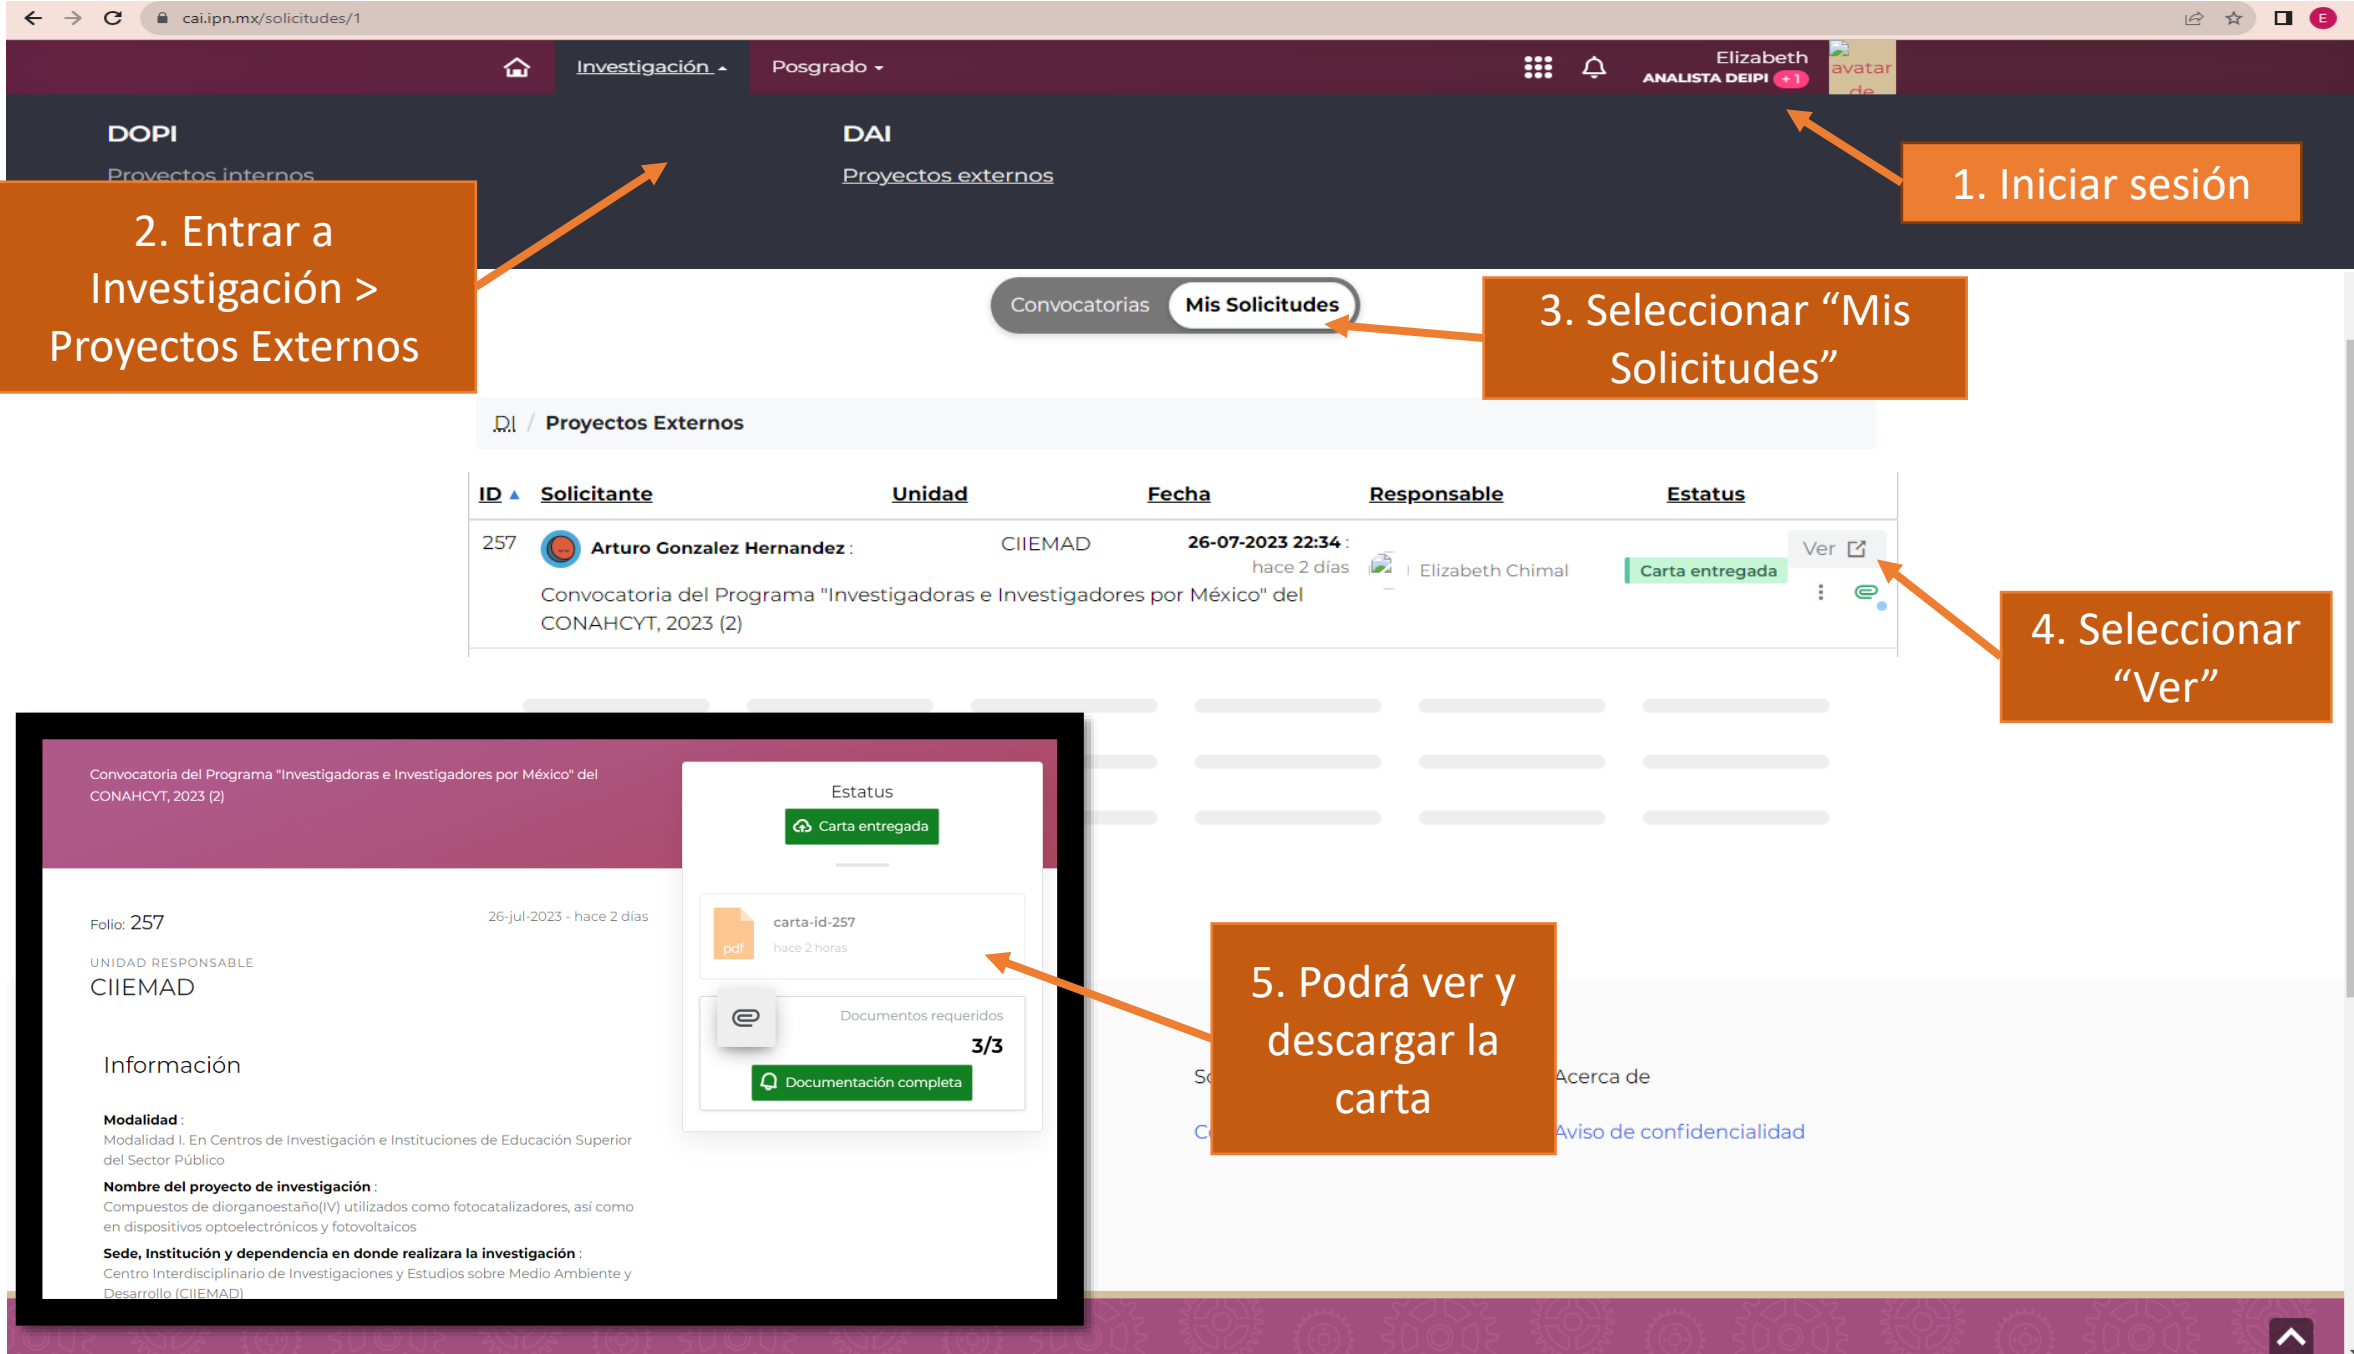 cai.ipn.mx/solicitudes/1
E
Investigación
Posgrado
Elizabeth
ANALISTA DEIPI +1
avatar
de
DOPI
DAI
Proyectos internos
Proyectos externos
1. Iniciar sesión
2. Entrar a
Investigación >
Proyectos Externos
Convocatorias
Mis Solicitudes
3. Seleccionar “Mis
Solicitudes”
DI / Proyectos Externos
ID Solicitante Unidad Fecha Responsable Estatus
257 Arturo Gonzalez Hernandez : CIIEMAD 26-07-2023 22:34 : Ver
hace 2 días Elizabeth Chimal Carta entregada
Convocatoria del Programa "Investigadoras e Investigadores por México" del
CONAHCYT, 2023 (2)
4. Seleccionar
“Ver”
Convocatoria del Programa "Investigadoras e Investigadores por México" del
CONAHCYT, 2023 (2)
Estatus
Carta entregada
Folio: 257
26-jul-2023 - hace 2 días
carta-id-257
pdf hace 2 horas
UNIDAD RESPONSABLE
CIIEMAD
Documentos requeridos
3/3
Documentación completa
Información
Modalidad :
Modalidad I. En Centros de Investigación e Instituciones de Educación Superior
del Sector Público
Nombre del proyecto de investigación :
Compuestos de diorganoestaño(IV) utilizados como fotocatalizadores, así como
en dispositivos optoelectrónicos y fotovoltaicos
Sede, Institución y dependencia en donde realizara la investigación :
Centro Interdisciplinario de Investigaciones y Estudios sobre Medio Ambiente y
Desarrollo (CIIEMAD)
5. Podrá ver y
descargar la
carta
Acerca de
Aviso de confidencialidad